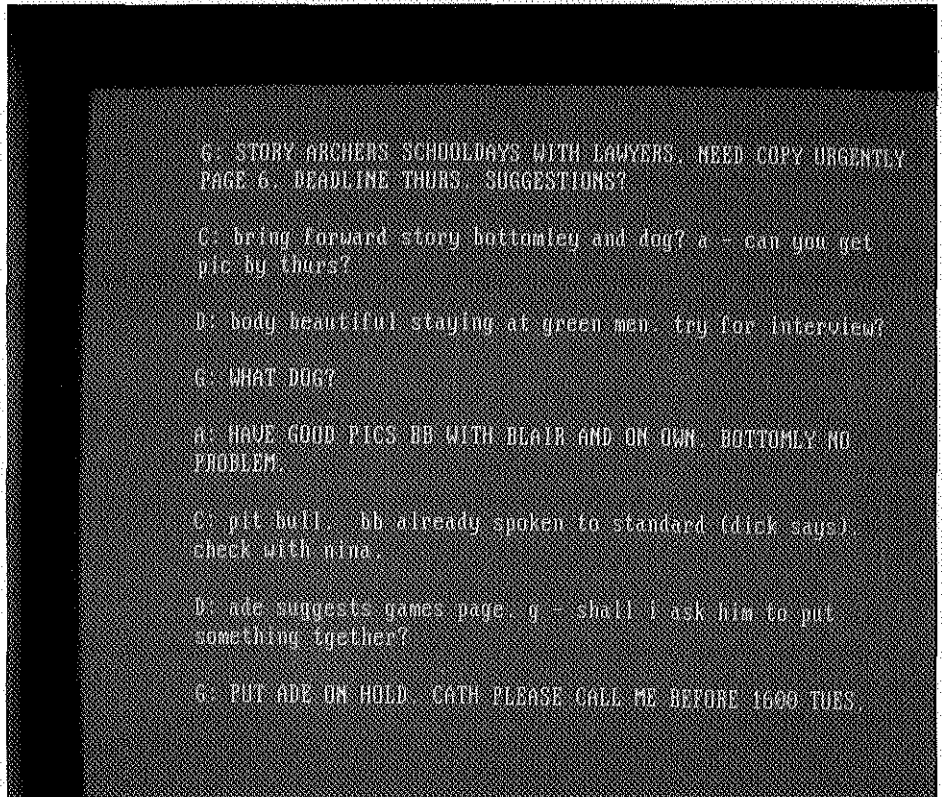 G: STORY ARCHERS SCHOOLDAYS WITH LAWYERS. NEED COPY URGENTLY
PAGE 6. DEADLINE THURS. SUGGESTIONS?
C: bring forward story bottomley and dog? a - can you get
pic by thurs?
D: body beautiful staying at green men. try for interview?
G: WHAT DOG?
A: HAVE GOOD PICS BB WITH BLAIR AND ON OWN. BOTTOMLY NO
PROBLEM.
C: pit bull.  bb already spoken to standard (dick says).
check with nina.
D: ade suggests games page. g - shall i ask him to put
something tgether?
G: PUT ADE ON HOLD. CATH PLEASE CALL ME BEFORE 1600 TUES.